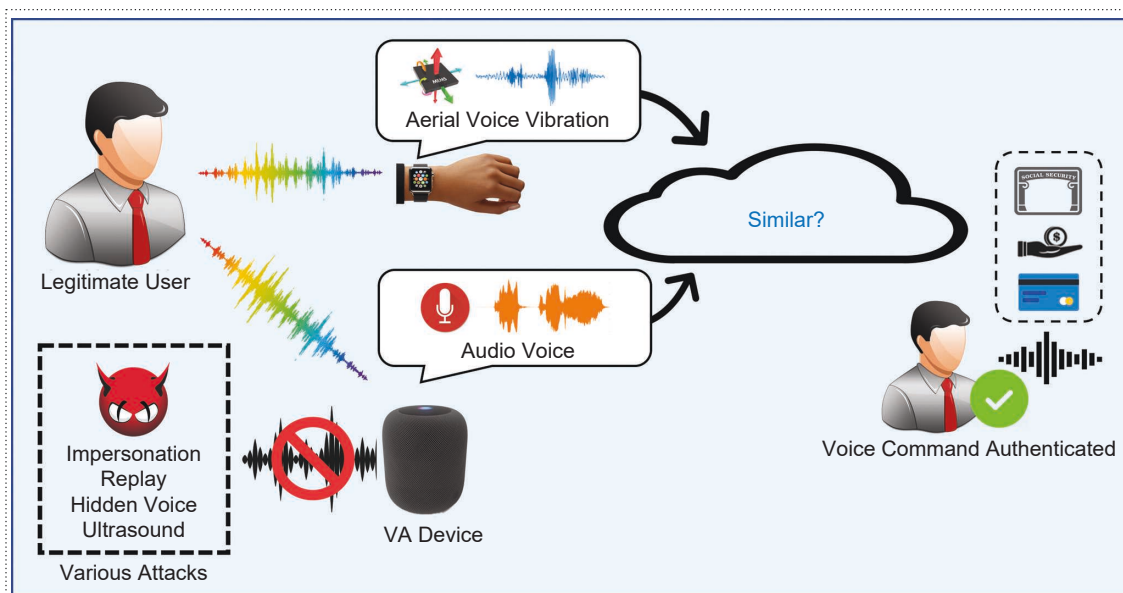 MEMS
Aerial Voice Vibration
Legitimate User
Similar?
SOCIAL SECURITY
$
Audio Voice
Impersonation
Replay
Hidden Voice
Ultrasound
Various Attacks
VA Device
Voice Command Authenticated